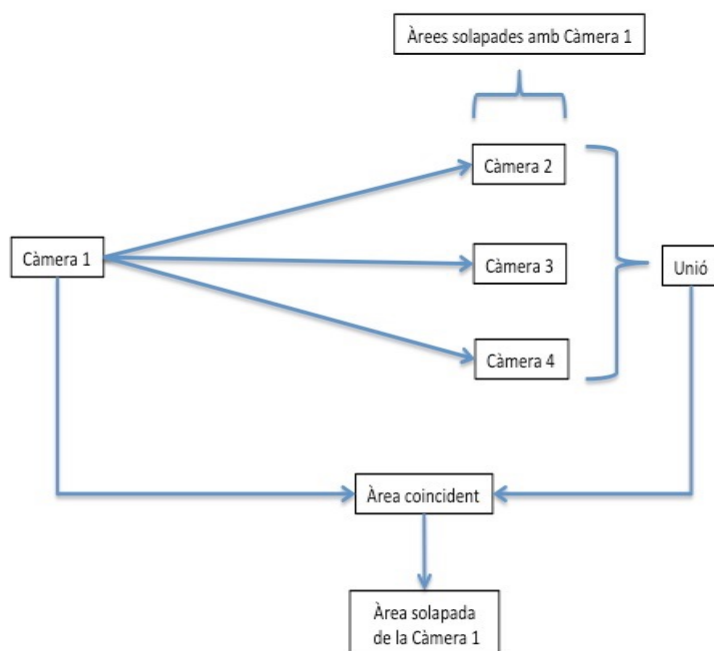 Àrees solapades amb Càmera 1
Càmera 2
Càmera 1
Càmera 3
Unió
Càmera 4
Àrea coincident
Àrea solapada
de la Càmera 1